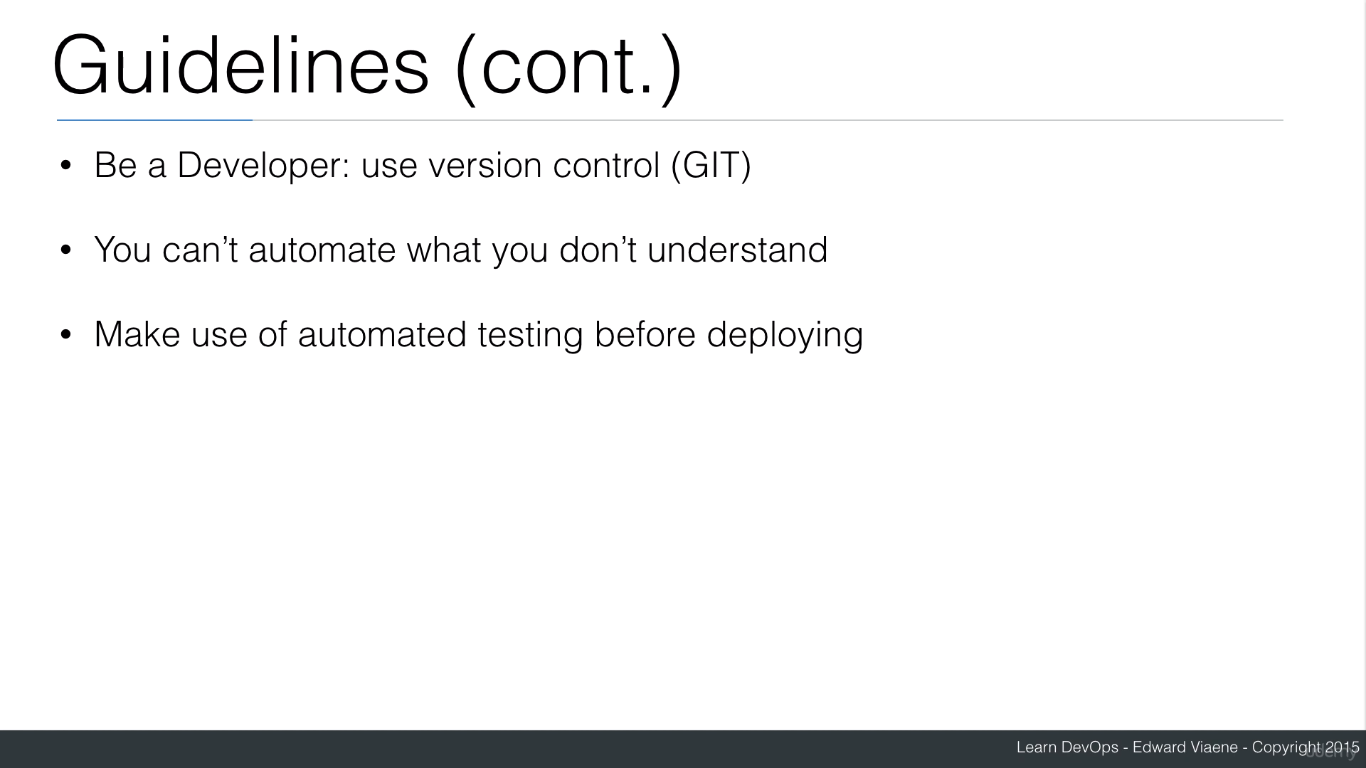 Guidelines (cont.)
• Be a Developer: use version control (GIT)
• You can’t automate what you don’t understand
• Make use of automated testing before deploying
Learn DevOps - Edward Viaene - Copyright 2015
udemy